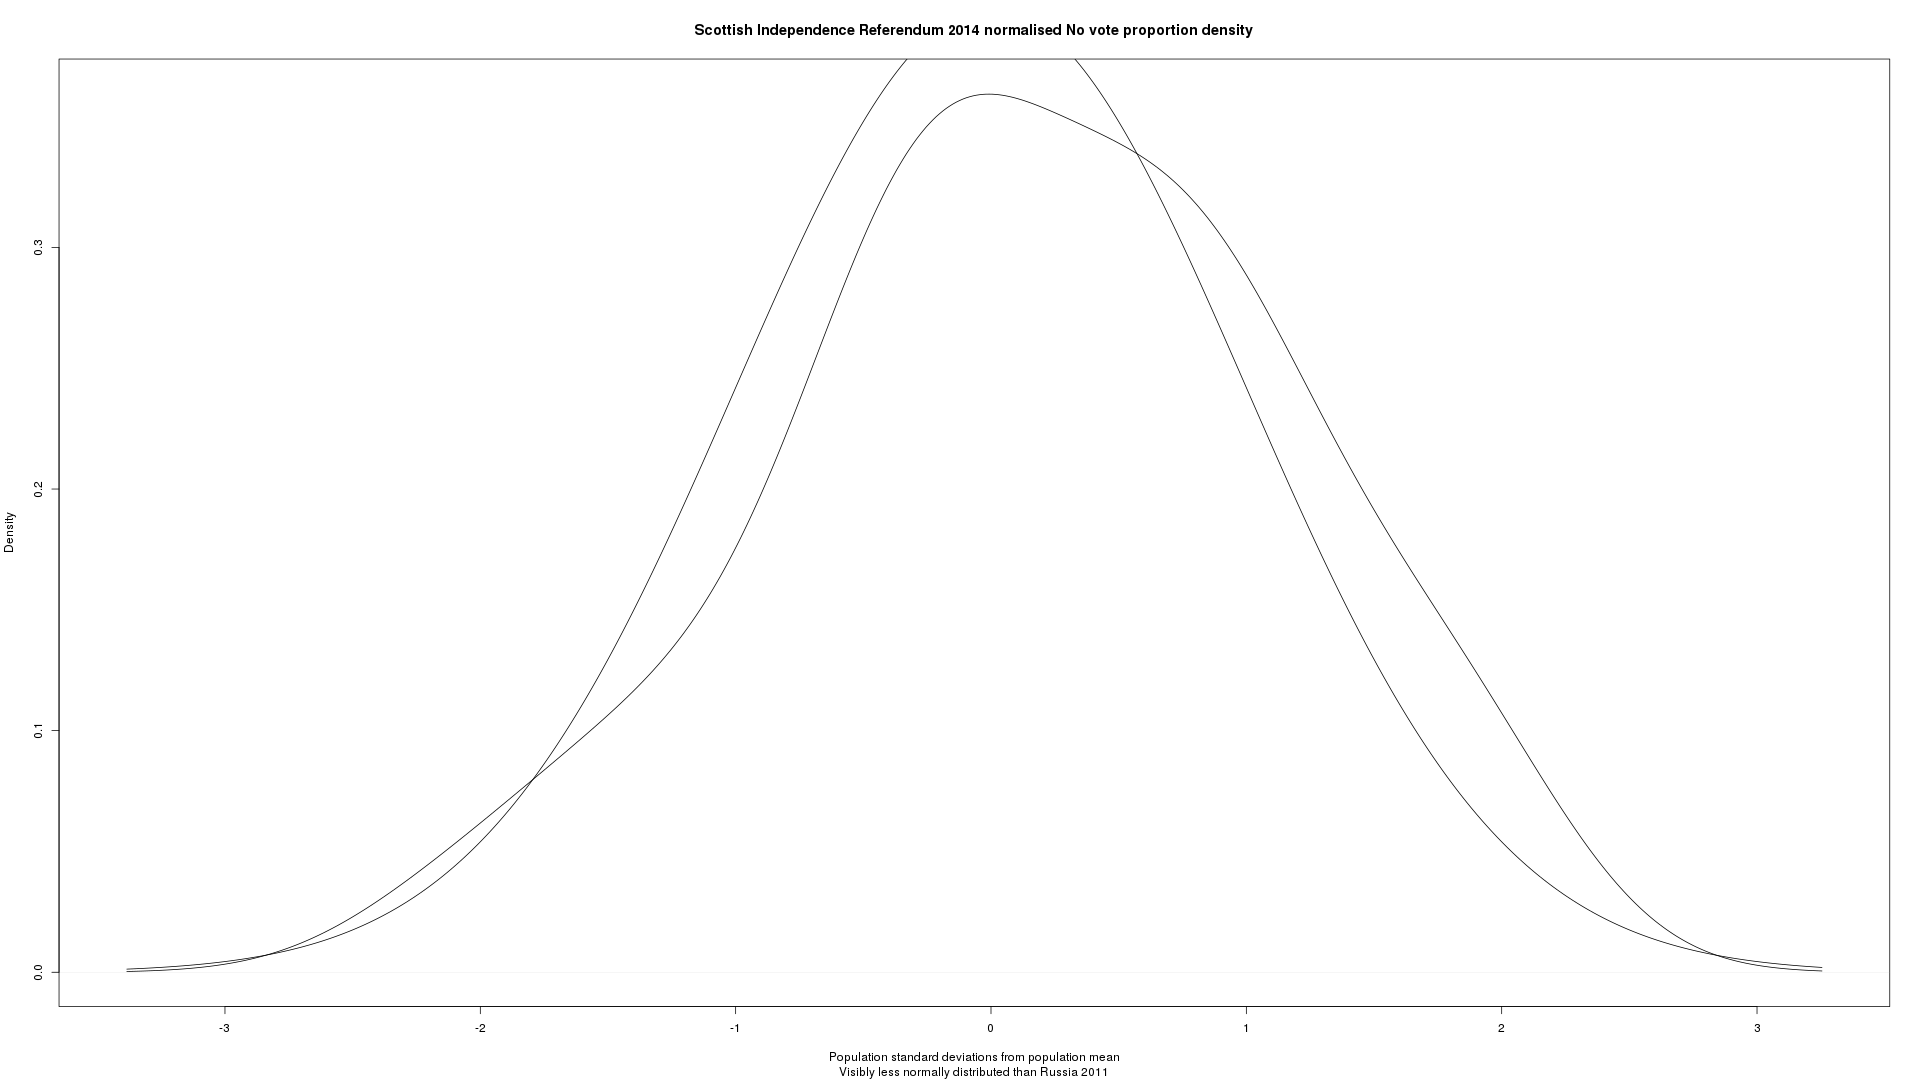 Scottish Independence Referendum 2014 normalised No vote proportion density
Density
0.3
0.2
0.1
0.0
-3
-2
-1
0
1
2
3
Population standard deviations from population mean
Visibly less normally distributed than Russia 2011